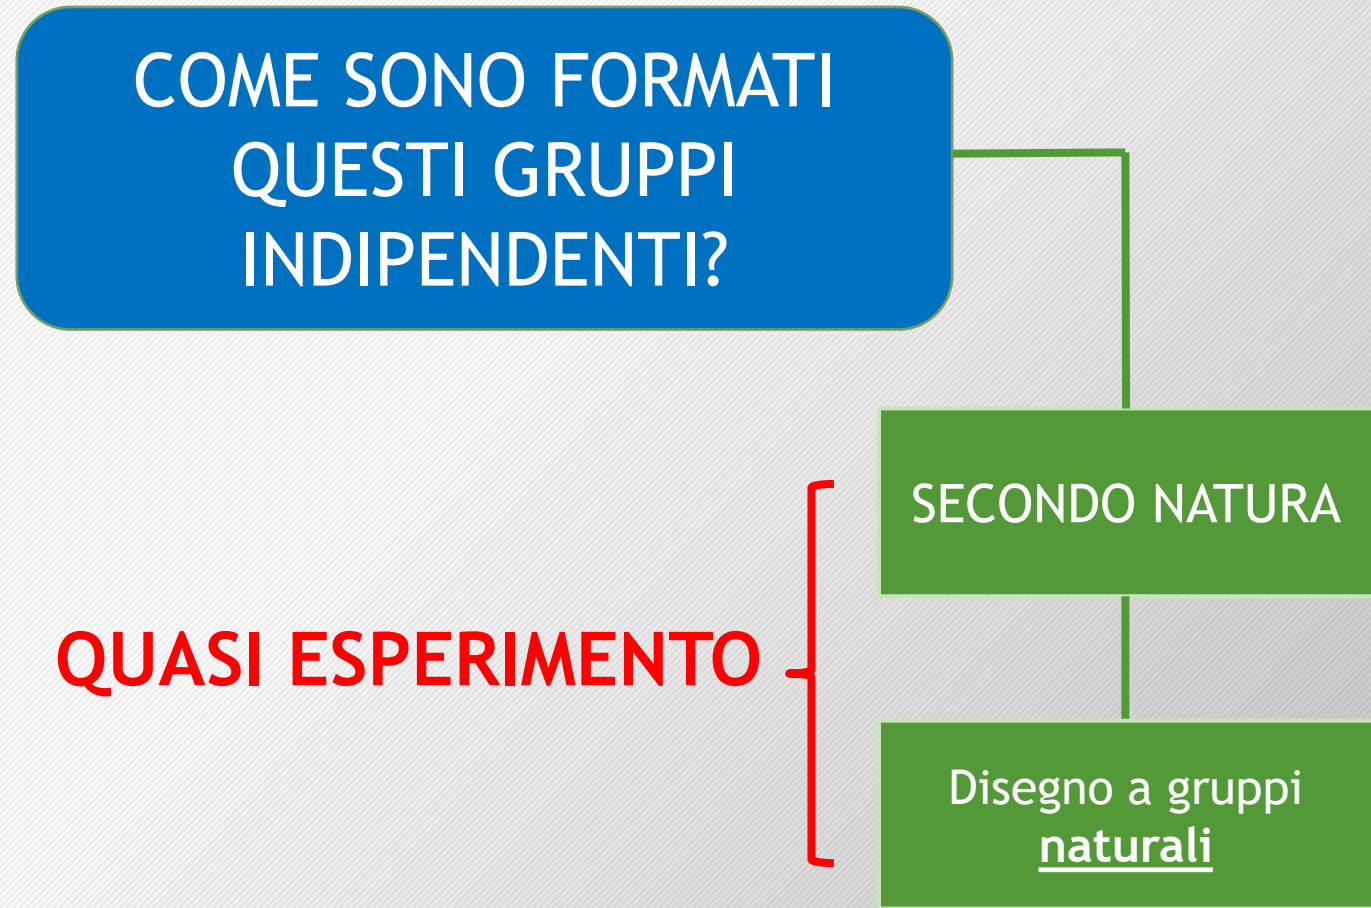 COME SONO FORMATI
QUESTI GRUPPI
INDIPENDENTI?
SECONDO NATURA
QUASI ESPERIMENTO
Disegno a gruppi
naturali